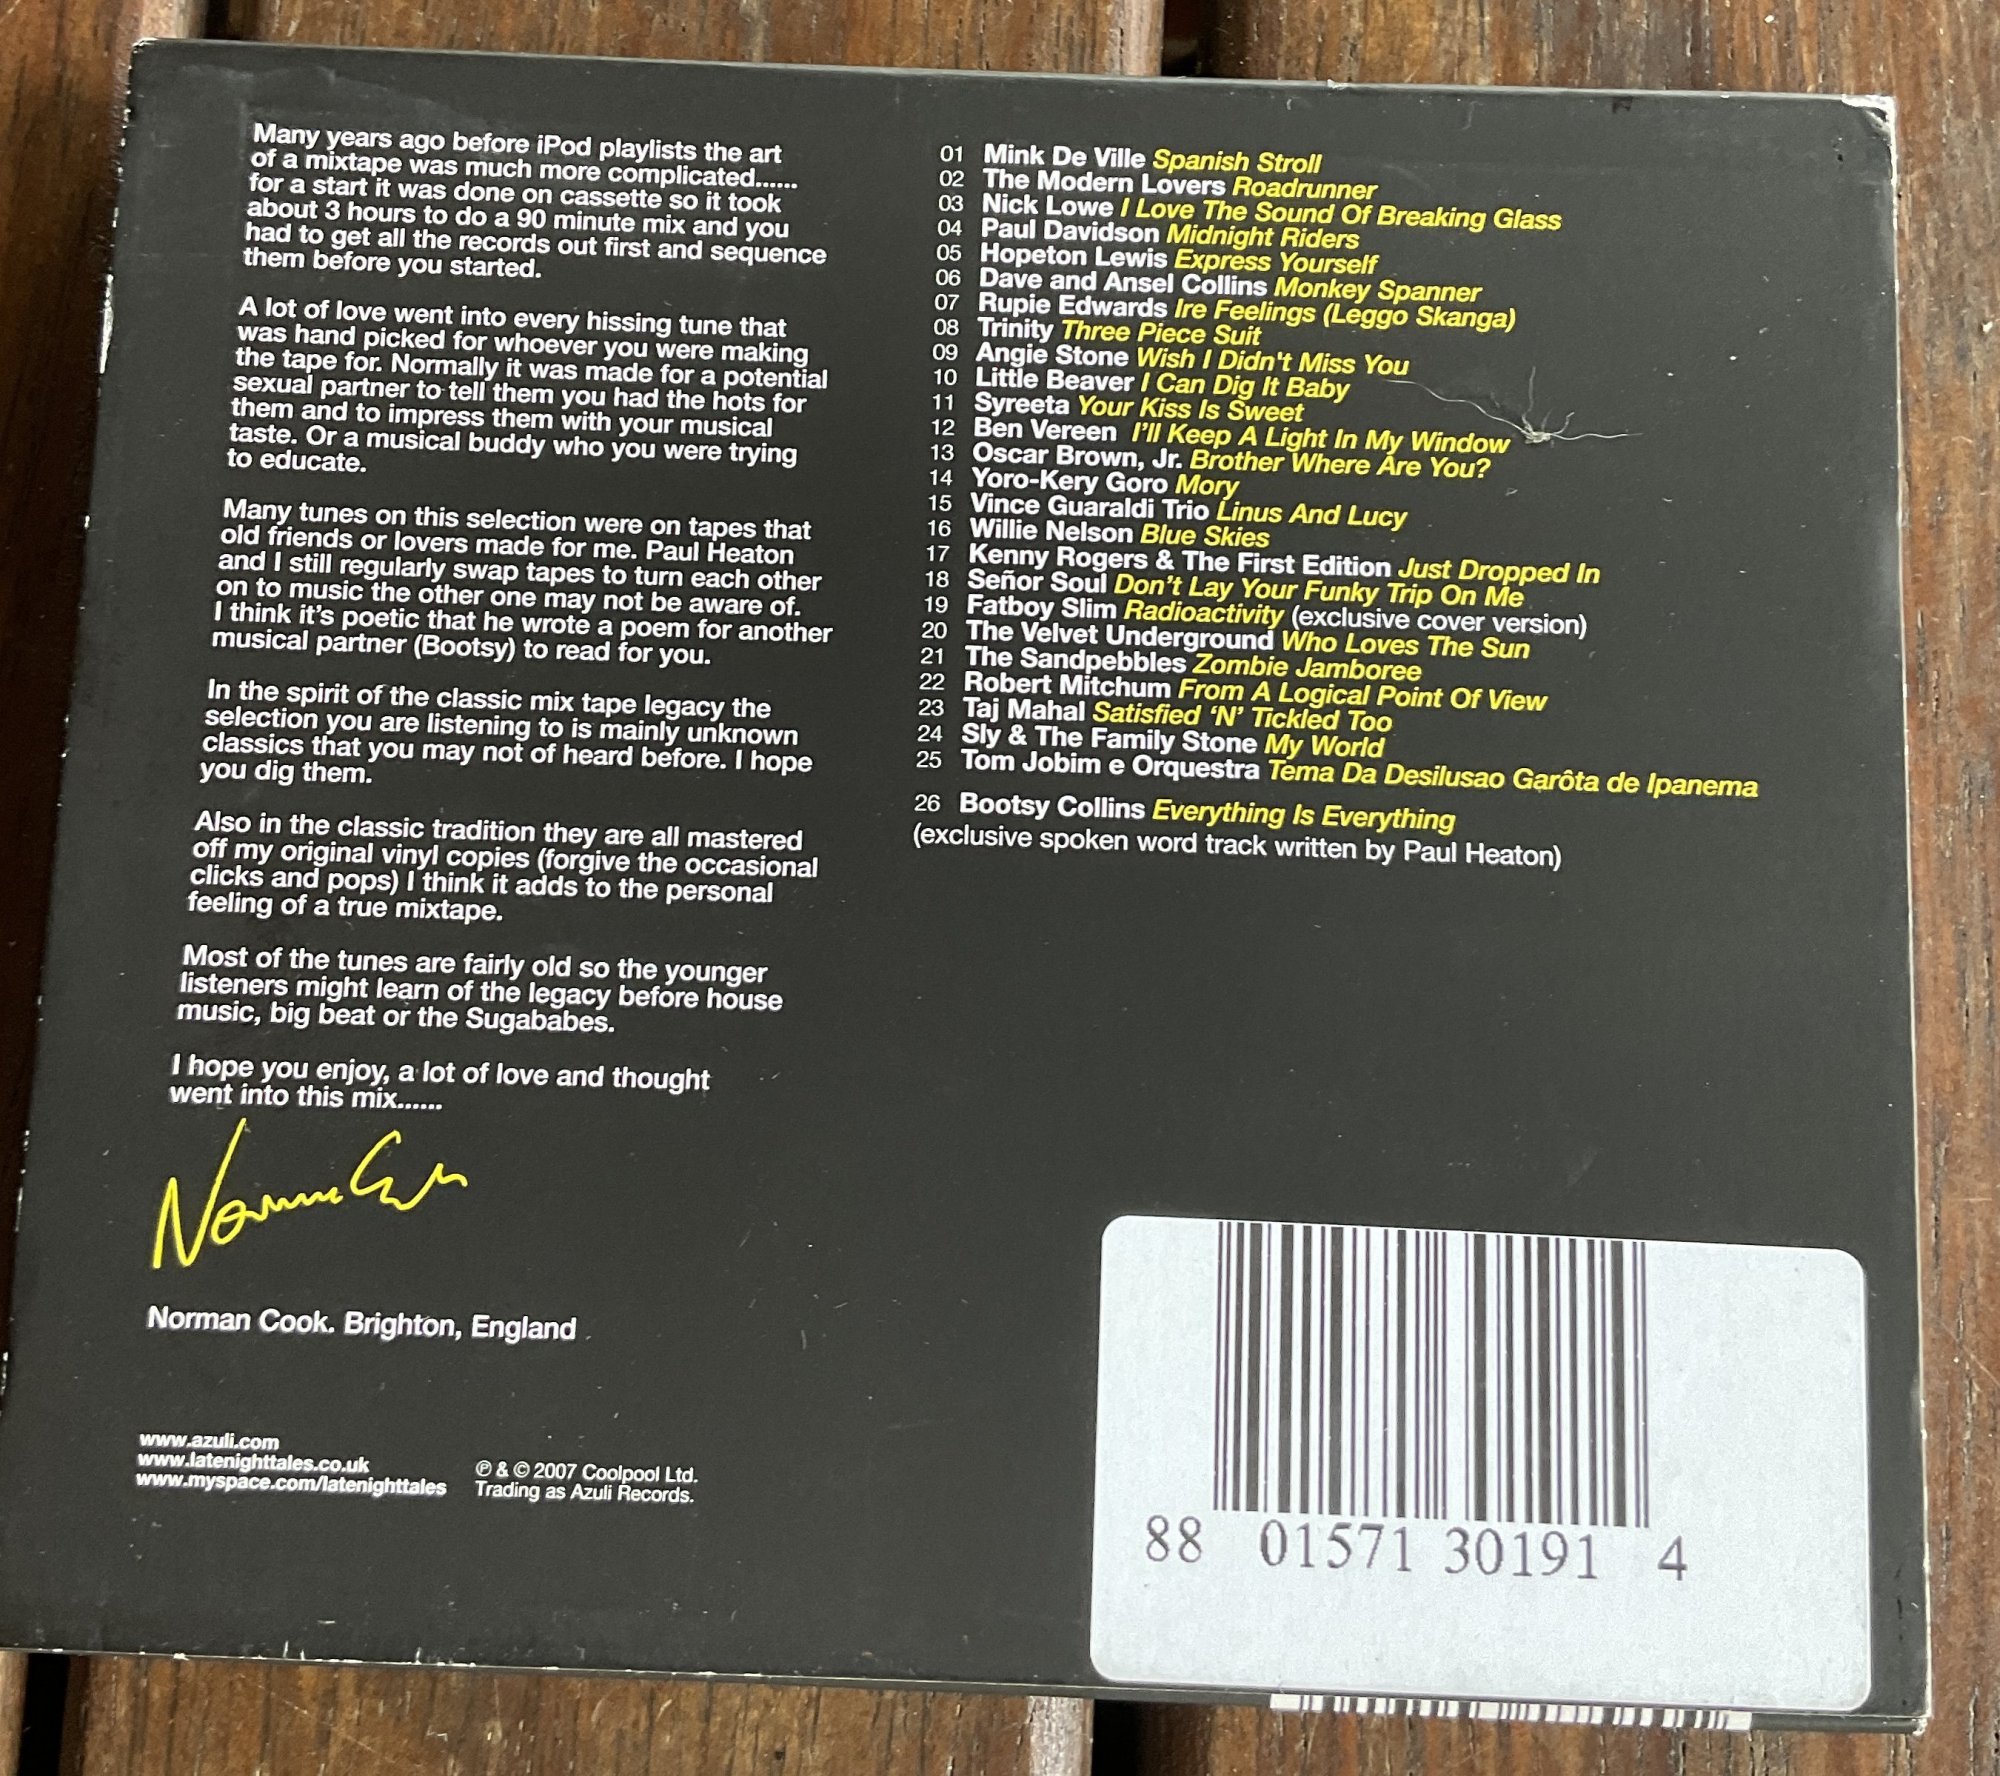 Many years ago before iPod playlists the art
of a mixtape was much more complicated......
for a start it was done on cassette so it took
about 3 hours to do a 90 minute mix and you
had to get all the records out first and sequence
them before you started.
A lot of love went into every hissing tune that
was hand picked for whoever you were making
the tape for. Normally it was made for a potential
sexual partner to tell them you had the hots for
them and to impress them with your musical
taste. Or a musical buddy who you were trying
to educate.
Many tunes on this selection were on tapes that
old friends or lovers made for me. Paul Heaton
and I still regularly swap tapes to turn each other
on to music the other one may not be aware of.
I think it's poetic that he wrote a poem for another
musical partner (Bootsy) to read for you.
In the spirit of the classic mix tape legacy the
selection you are listening to is mainly unknown
classics that you may not of heard before. I hope
you dig them.
Also in the classic tradition they are all mastered
off my original vinyl copies (forgive the occasional
clicks and pops) I think it adds to the personal
feeling of a true mixtape.
Most of the tunes are fairly old so the younger
listeners might learn of the legacy before house
music, big beat or the Sugababes.
I hope you enjoy, a lot of love and thought
went into this mix......
Norman Cook
Norman Cook. Brighton, England
www.azuli.com
www.latenighttales.co.uk
www.myspace.com/latenighttales
℗ & © 2007 Coolpool Ltd.
Trading as Azuli Records.
01 Mink De Ville Spanish Stroll
02 The Modern Lovers Roadrunner
03 Nick Lowe I Love The Sound Of Breaking Glass
04 Paul Davidson Midnight Riders
05 Hopeton Lewis Express Yourself
06 Dave and Ansel Collins Monkey Spanner
07 Rupie Edwards Ire Feelings (Leggo Skanga)
08 Trinity Three Piece Suit
09 Angie Stone Wish I Didn't Miss You
10 Little Beaver I Can Dig It Baby
11 Syreeta Your Kiss Is Sweet
12 Ben Vereen I'll Keep A Light In My Window
13 Oscar Brown, Jr. Brother Where Are You?
14 Yoro-Kery Goro Mory
15 Vince Guaraldi Trio Linus And Lucy
16 Willie Nelson Blue Skies
17 Kenny Rogers & The First Edition Just Dropped In
18 Señor Soul Don't Lay Your Funky Trip On Me
19 Fatboy Slim Radioactivity (exclusive cover version)
20 The Velvet Underground Who Loves The Sun
21 The Sandpebbles Zombie Jamboree
22 Robert Mitchum From A Logical Point Of View
23 Taj Mahal Satisfied 'N' Tickled Too
24 Sly & The Family Stone My World
25 Tom Jobim e Orquestra Tema Da Desilusao Garôta de Ipanema
26 Bootsy Collins Everything Is Everything
(exclusive spoken word track written by Paul Heaton)
88 01571 30191 4